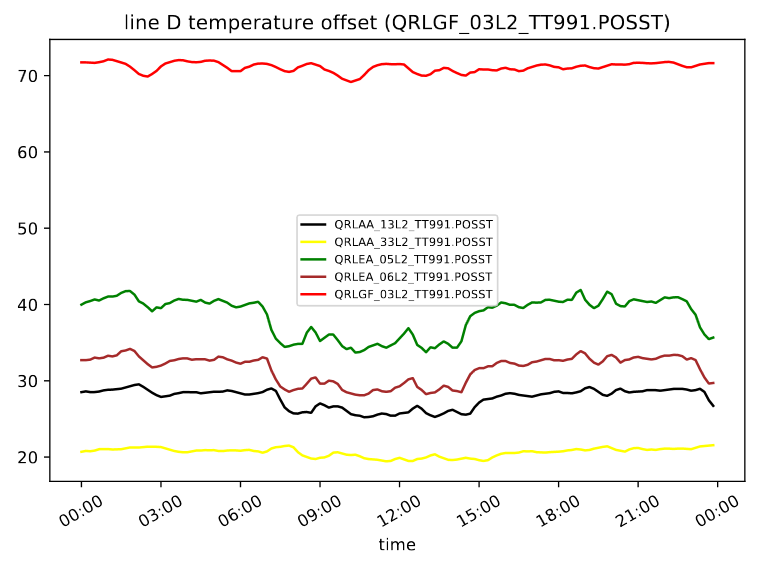 line D temperature offset (QRLGF_03L2_TT991.POSST)
70
60
50
40
30
20
QRLAA_13L2_TT991.POSST
QRLAA_33L2_TT991.POSST
QRLEA_05L2_TT991.POSST
QRLEA_06L2_TT991.POSST
QRLGF_03L2_TT991.POSST
00:00 03:00 06:00 09:00 12:00 15:00 18:00 21:00 00:00
time